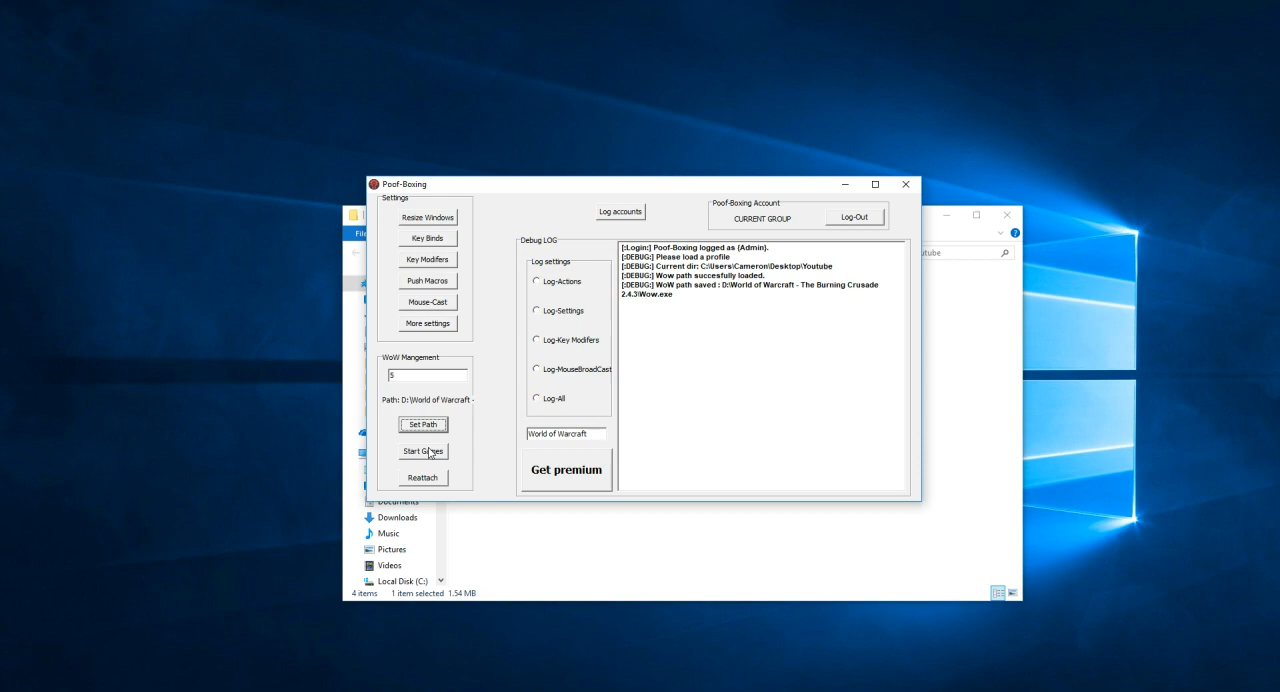 Poof-Boxing
Settings
Resize Windows
Key Binds
Key Modifers
Push Macros
Mouse-Cast
More settings
Log accounts
Poof-Boxing Account
CURRENT GROUP
Log-Out
WoW Mangement
5
Path: D:\World of Warcraft -
Set Path
Start Games
Reattach
Debug LOG
Log settings
Log-Actions
Log-Settings
Log-Key Modifers
Log-MouseBroadCast
Log-All
World of Warcraft
Get premium
[:Login:] Poof-Boxing logged as {Admin}.
[:DEBUG:] Please load a profile
[:DEBUG:] Current dir: C:\Users\Cameron\Desktop\Youtube
[:DEBUG:] Wow path succesfully loaded.
[:DEBUG:] WoW path saved : D:\World of Warcraft - The Burning Crusade
2.4.3\Wow.exe
utube
Documents
Downloads
Music
Pictures
Videos
Local Disk (C:)
4 items
1 item selected 1.54 MB